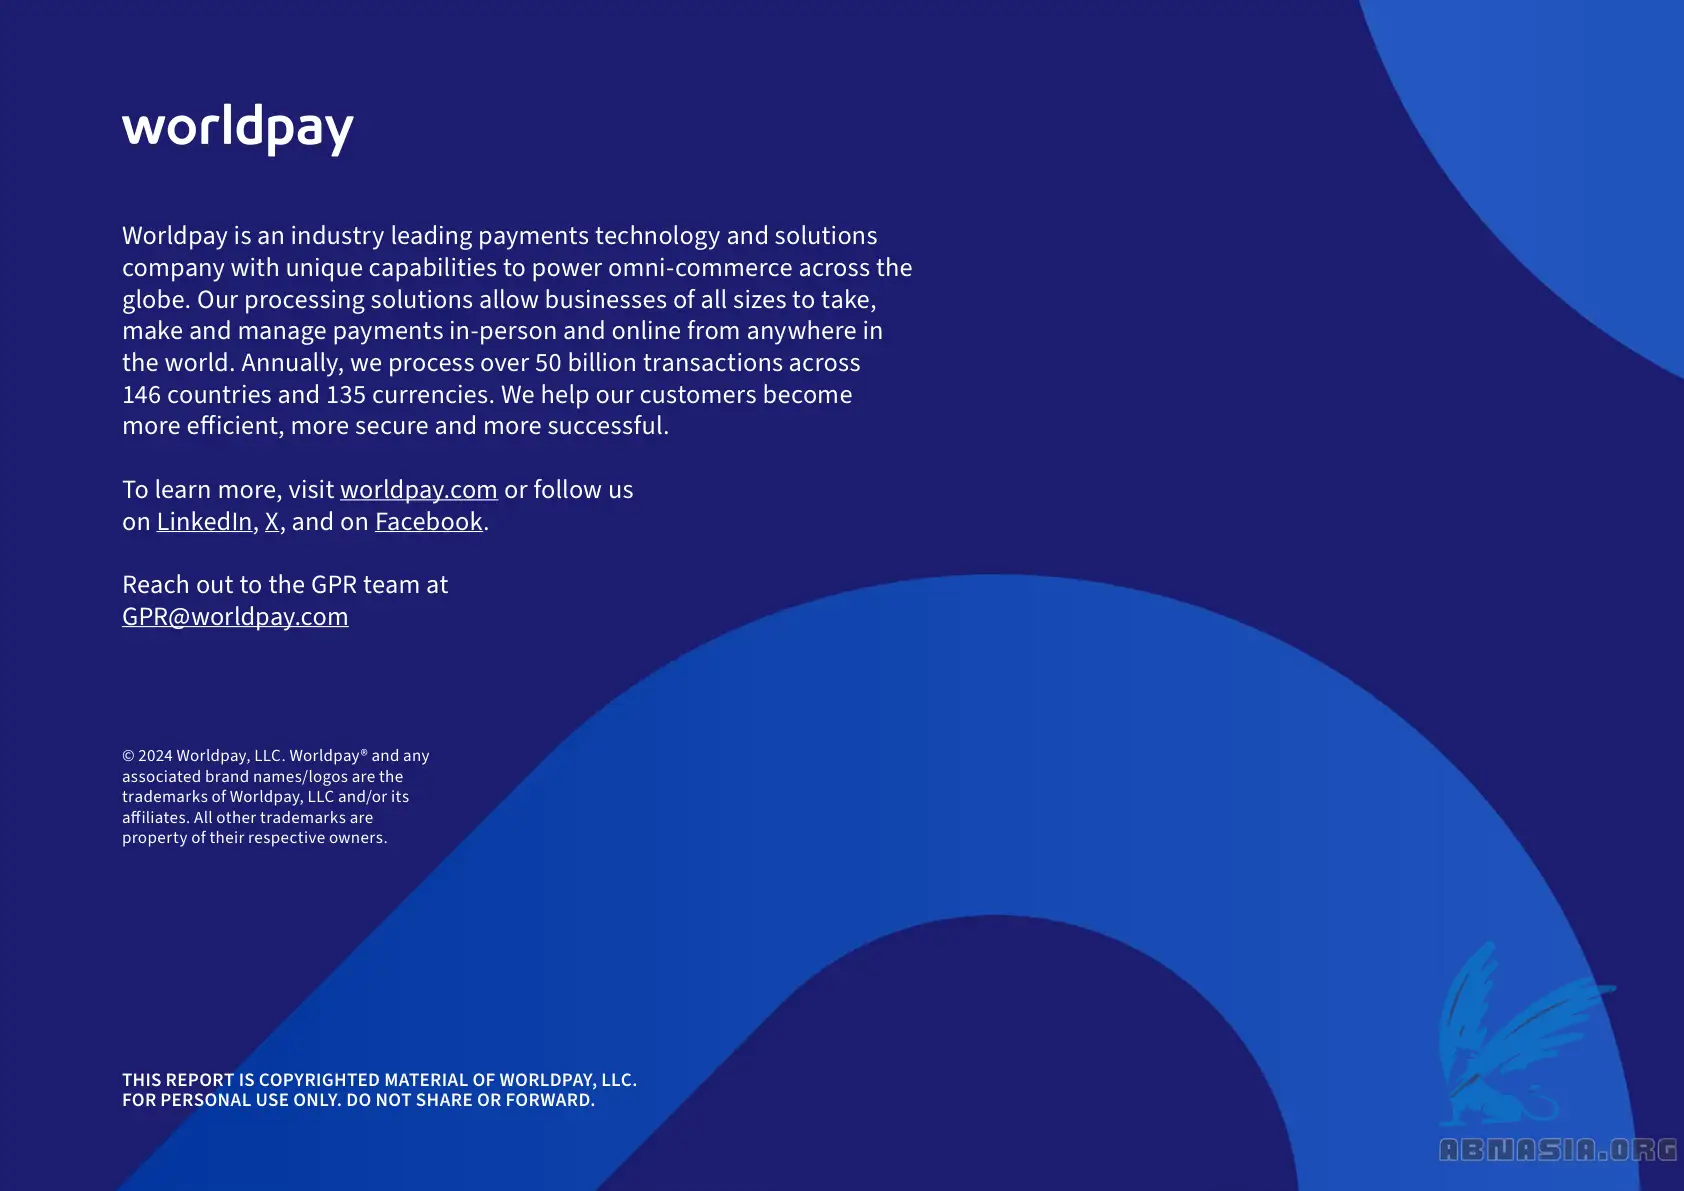 worldpay
Worldpay is an industry leading payments technology and solutions
company with unique capabilities to power omni-commerce across the
globe. Our processing solutions allow businesses of all sizes to take,
make and manage payments in-person and online from anywhere in
the world. Annually, we process over 50 billion transactions across
146 countries and 135 currencies. We help our customers become
more efficient, more secure and more successful.
To learn more, visit worldpay.com or follow us
on LinkedIn, X, and on Facebook.
Reach out to the GPR team at
GPR@worldpay.com
© 2024 Worldpay, LLC. Worldpay® and any
associated brand names/logos are the
trademarks of Worldpay, LLC and/or its
affiliates. All other trademarks are
property of their respective owners.
THIS REPORT IS COPYRIGHTED MATERIAL OF WORLDPAY, LLC.
FOR PERSONAL USE ONLY. DO NOT SHARE OR FORWARD.
ABNASIA.ORG